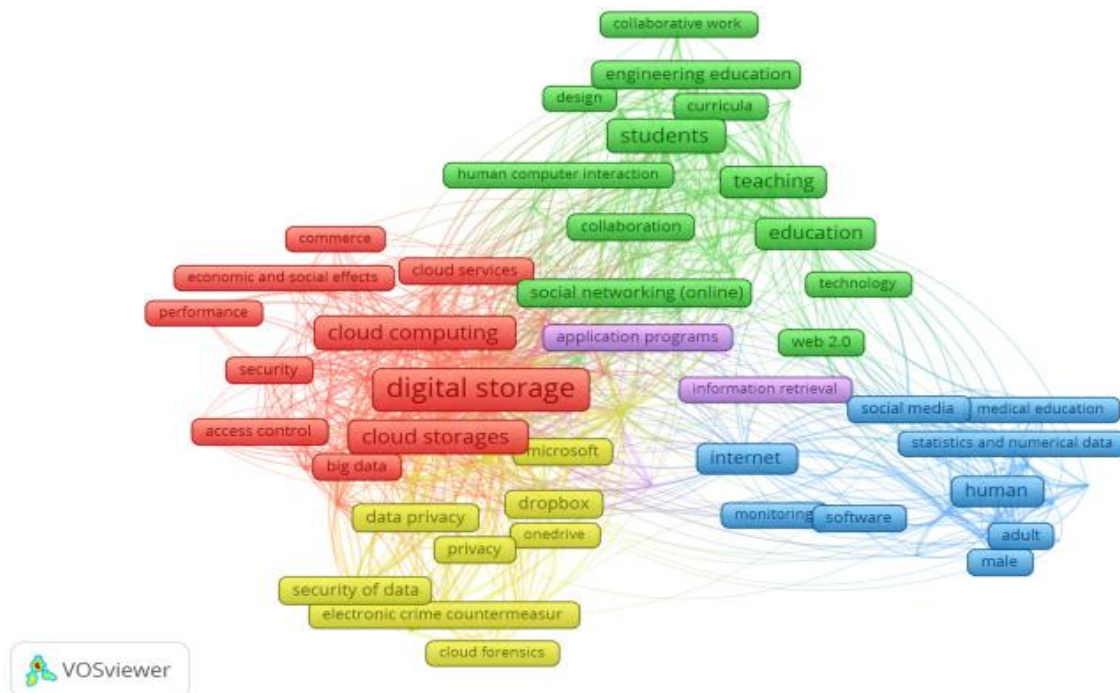 collaborative work
engineering education
design
curricula
students
human computer interaction
teaching
collaboration
education
commerce
economic and social effects
cloud services
technology
social networking (online)
performance
cloud computing
application programs
web 2.0
security
digital storage
information retrieval
social media
medical education
access control
cloud storages
statistics and numerical data
microsoft
internet
big data
human
dropbox
data privacy
monitoring
software
onedrive
adult
privacy
male
security of data
electronic crime countermeasur
cloud forensics
VOSviewer